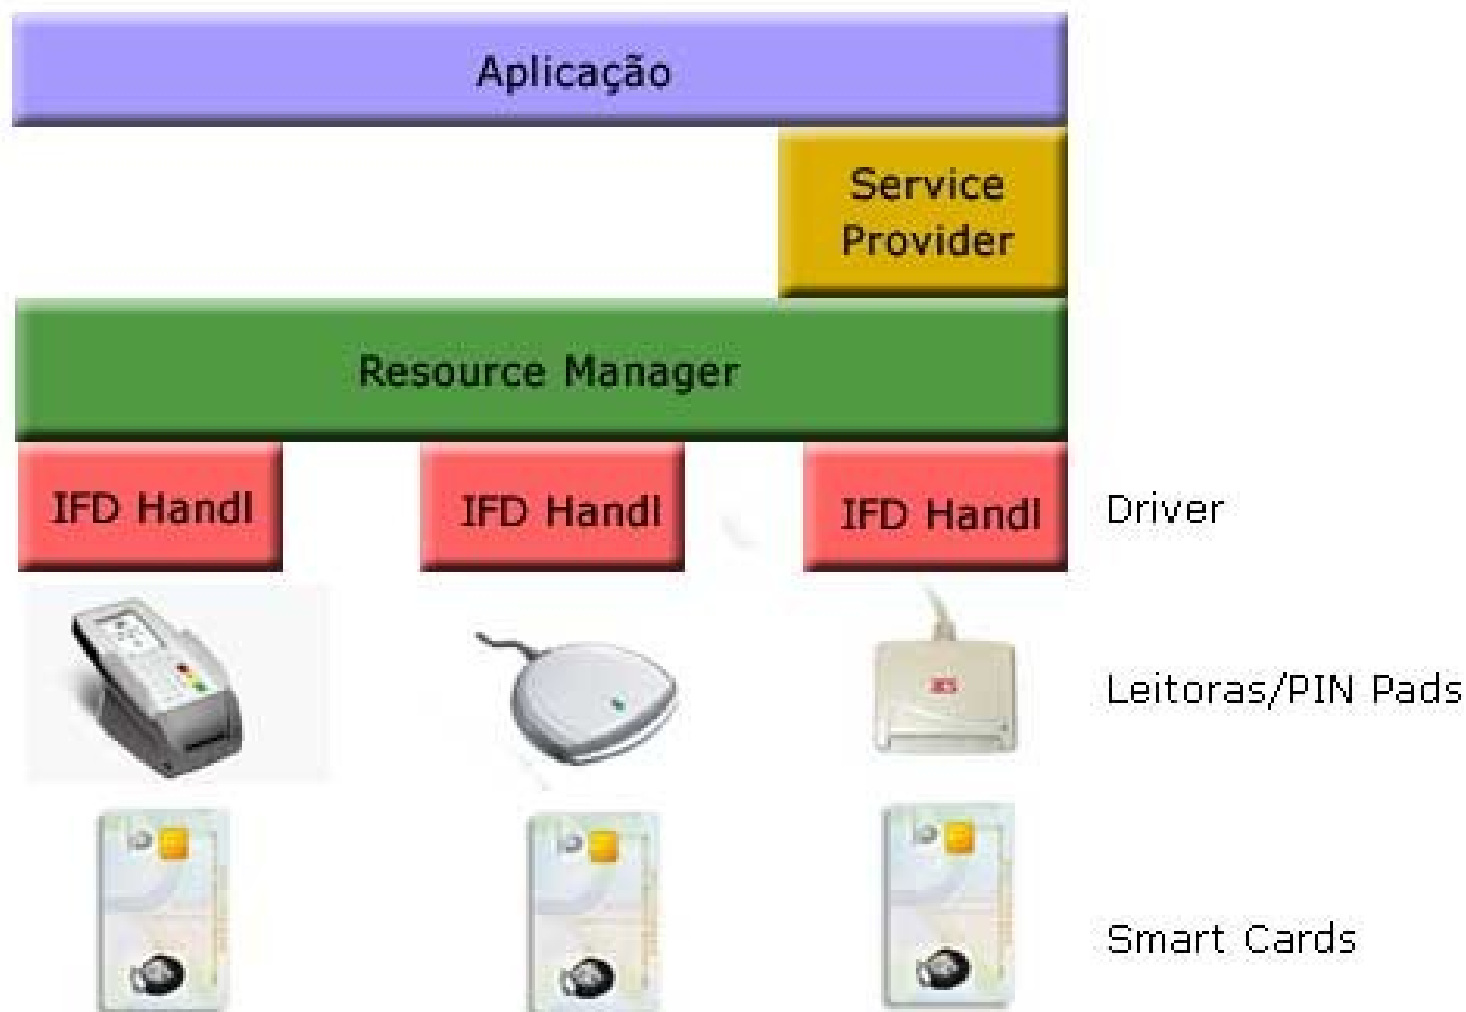 Aplicação
Service
Provider
Resource Manager
IFD Handl
IFD Handl
IFD Handl
Driver
Leitoras/PIN Pads
Smart Cards